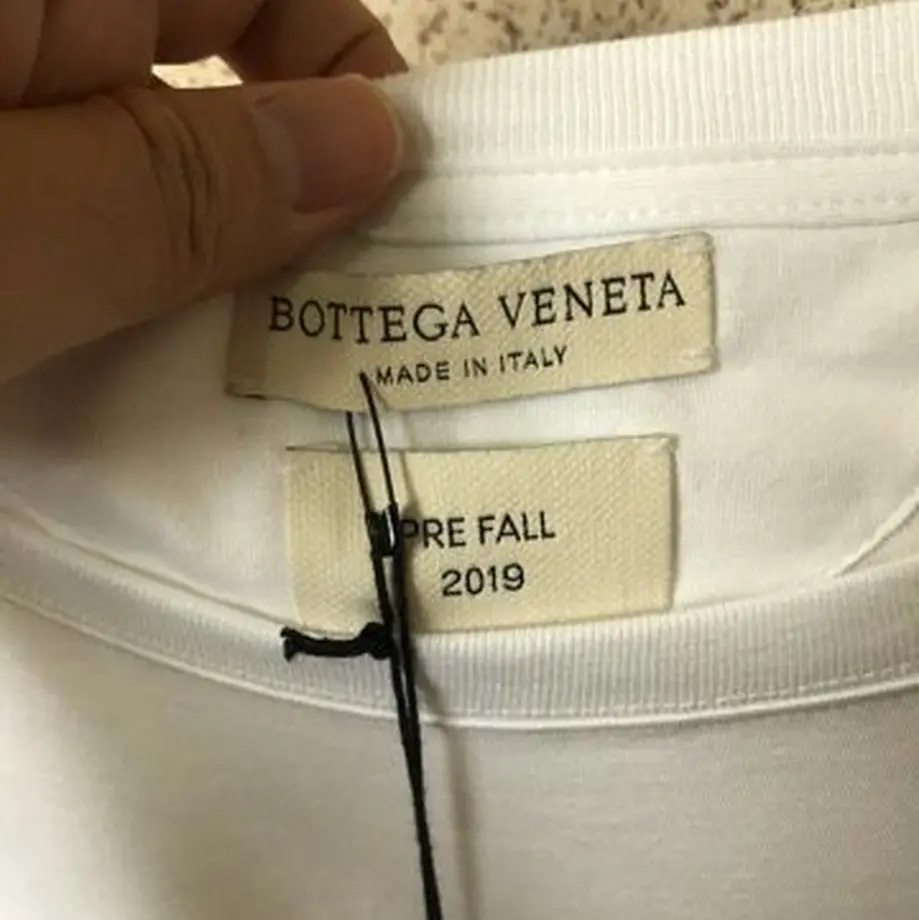 BOTTEGA VENETA
MADE IN ITALY
PRE FALL
2019